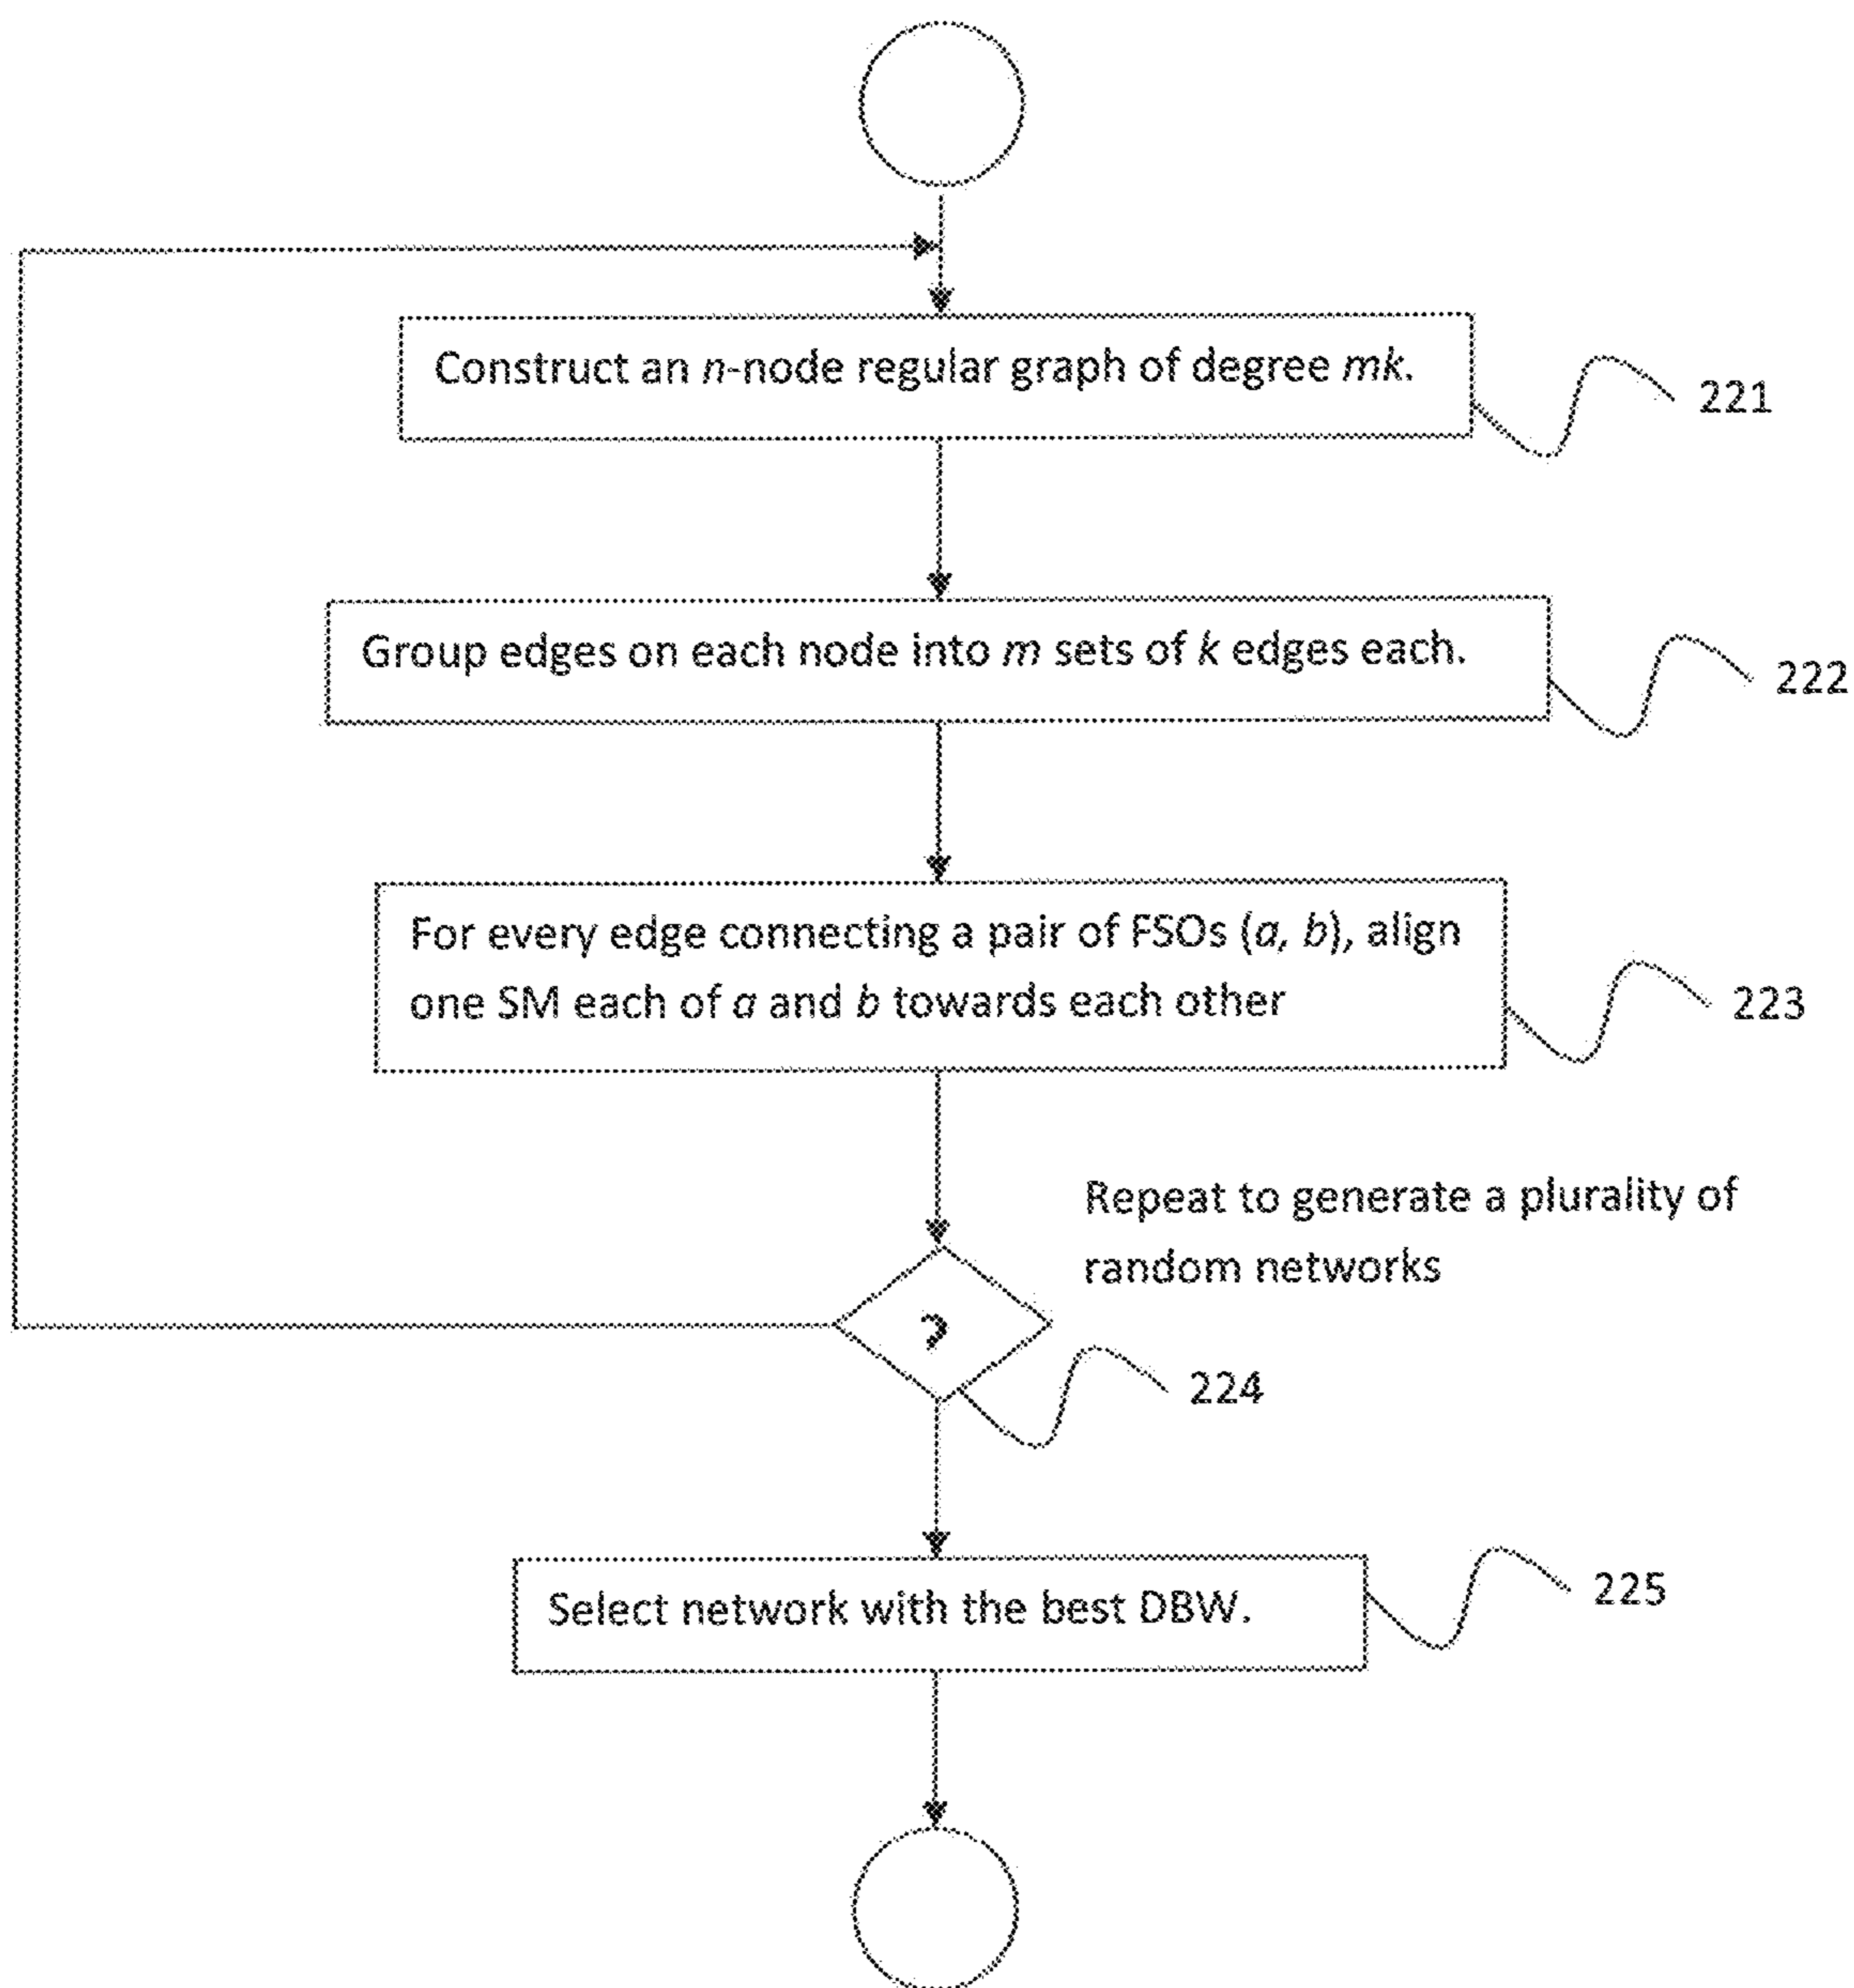 Construct an n-node regular graph of degree mk.
221
Group edges on each node into m sets of k edges each.
222
For every edge connecting a pair of FSOs (a, b), align
one SM each of a and b towards each other
223
Repeat to generate a plurality of
random networks
?
224
Select network with the best DBW.
225